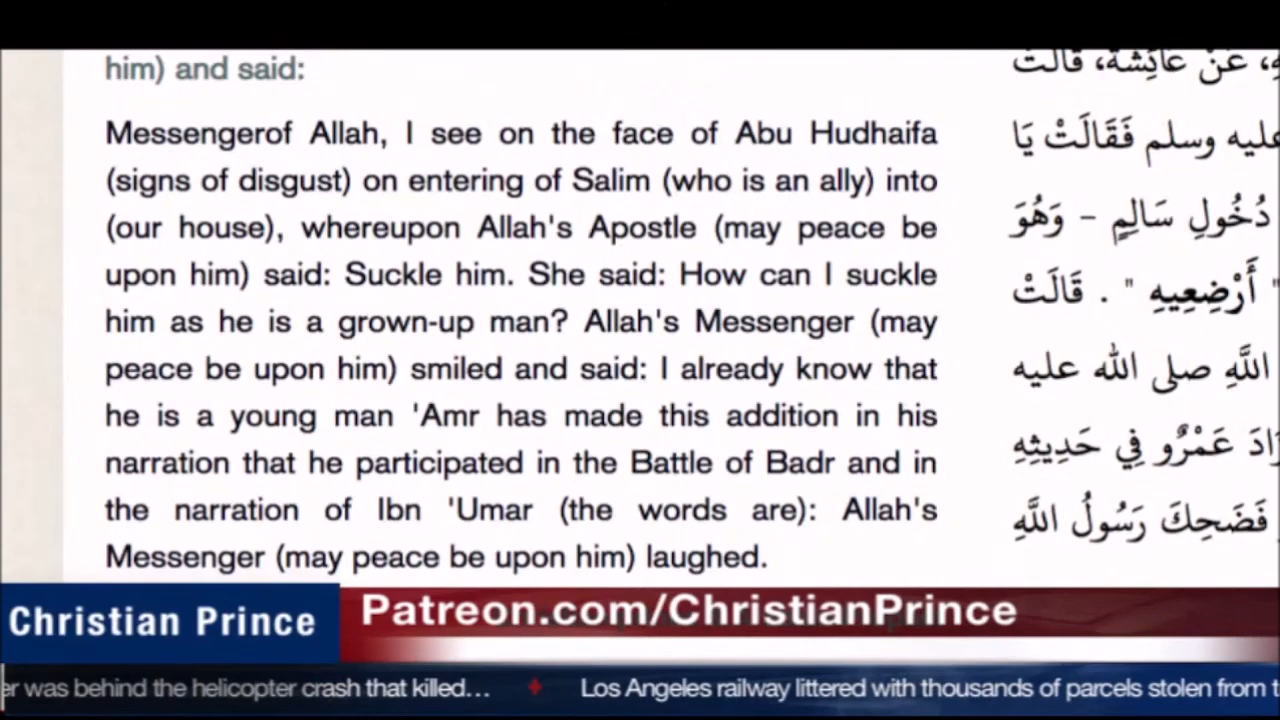 him) and said:
Messengerof Allah, I see on the face of Abu Hudhaifa
(signs of disgust) on entering of Salim (who is an ally) into
(our house), whereupon Allah's Apostle (may peace be
upon him) said: Suckle him. She said: How can I suckle
him as he is a grown-up man? Allah's Messenger (may
peace be upon him) smiled and said: I already know that
he is a young man 'Amr has made this addition in his
narration that he participated in the Battle of Badr and in
the narration of Ibn 'Umar (the words are): Allah's
Messenger (may peace be upon him) laughed.
عَنْ عَائِشَةَ، قَالَتْ
عليه وسلم فَقَالَتْ يَا
دُخُولِ سَالِمٍ - وَهُوَ
" أَرْضِعِيهِ " . قَالَتْ
اللَّهِ صلى الله عليه
عَمْرٌو فِي حَدِيثِهِ
فَضَحِكَ رَسُولُ اللَّهِ
Christian Prince
Patreon.com/ChristianPrince
er was behind the helicopter crash that killed...
Los Angeles railway littered with thousands of parcels stolen from t